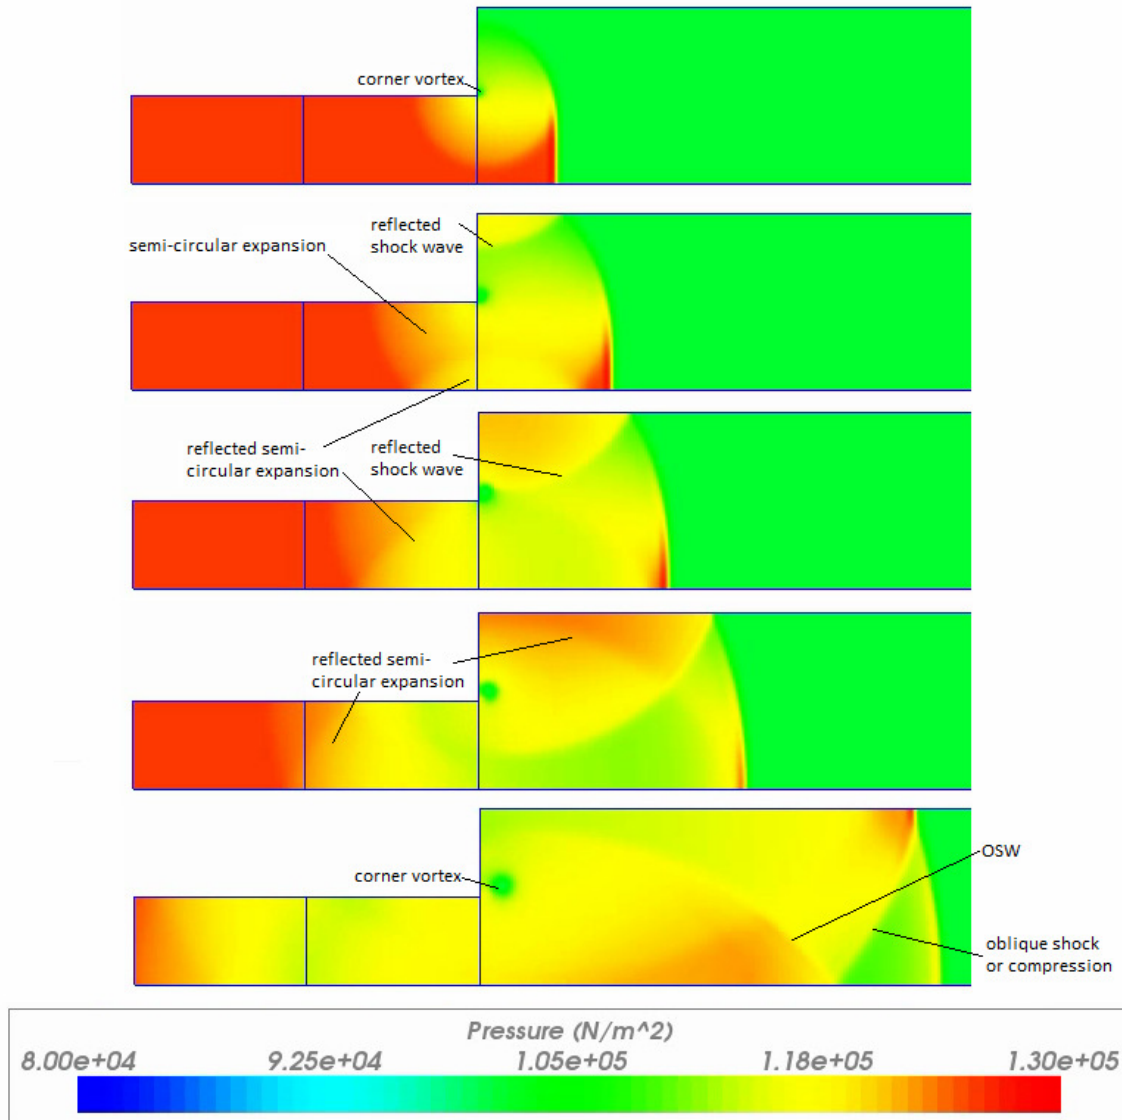 corner vortex
reflected
shock wave
semi-circular expansion
reflected semi-
circular expansion
reflected
shock wave
reflected semi-
circular expansion
OSW
corner vortex
oblique shock
or compression
Pressure (N/m^2)
8.00e+04 9.25e+04 1.05e+05 1.18e+05 1.30e+05